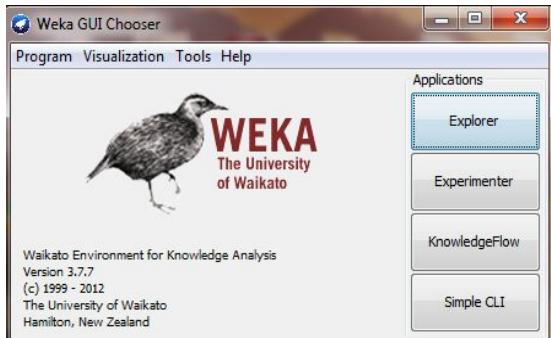 Weka GUI Chooser
Program Visualization Tools Help
Applications
WEKA
The University
of Waikato
Explorer
Experimenter
KnowledgeFlow
Simple CLI
Waikato Environment for Knowledge Analysis
Version 3.7.7
(c) 1999 - 2012
The University of Waikato
Hamilton, New Zealand